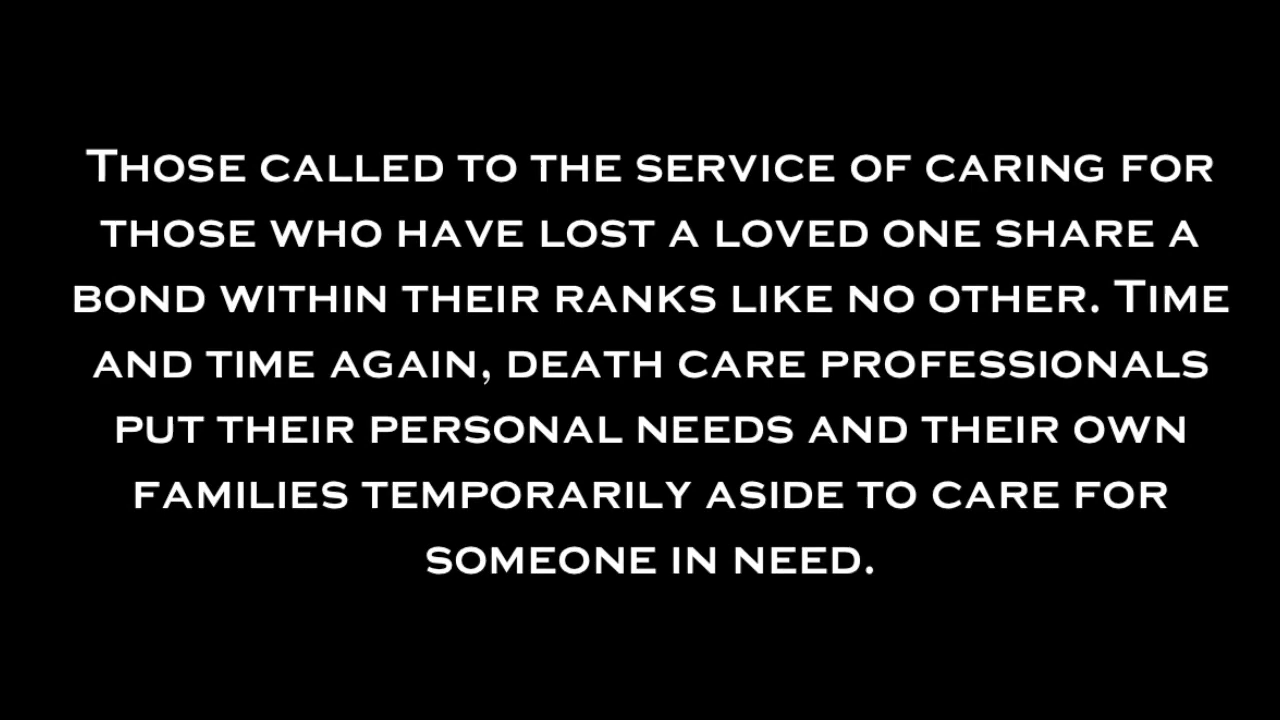 Those called to the service of caring for
those who have lost a loved one share a
bond within their ranks like no other. Time
and time again, death care professionals
put their personal needs and their own
families temporarily aside to care for
someone in need.